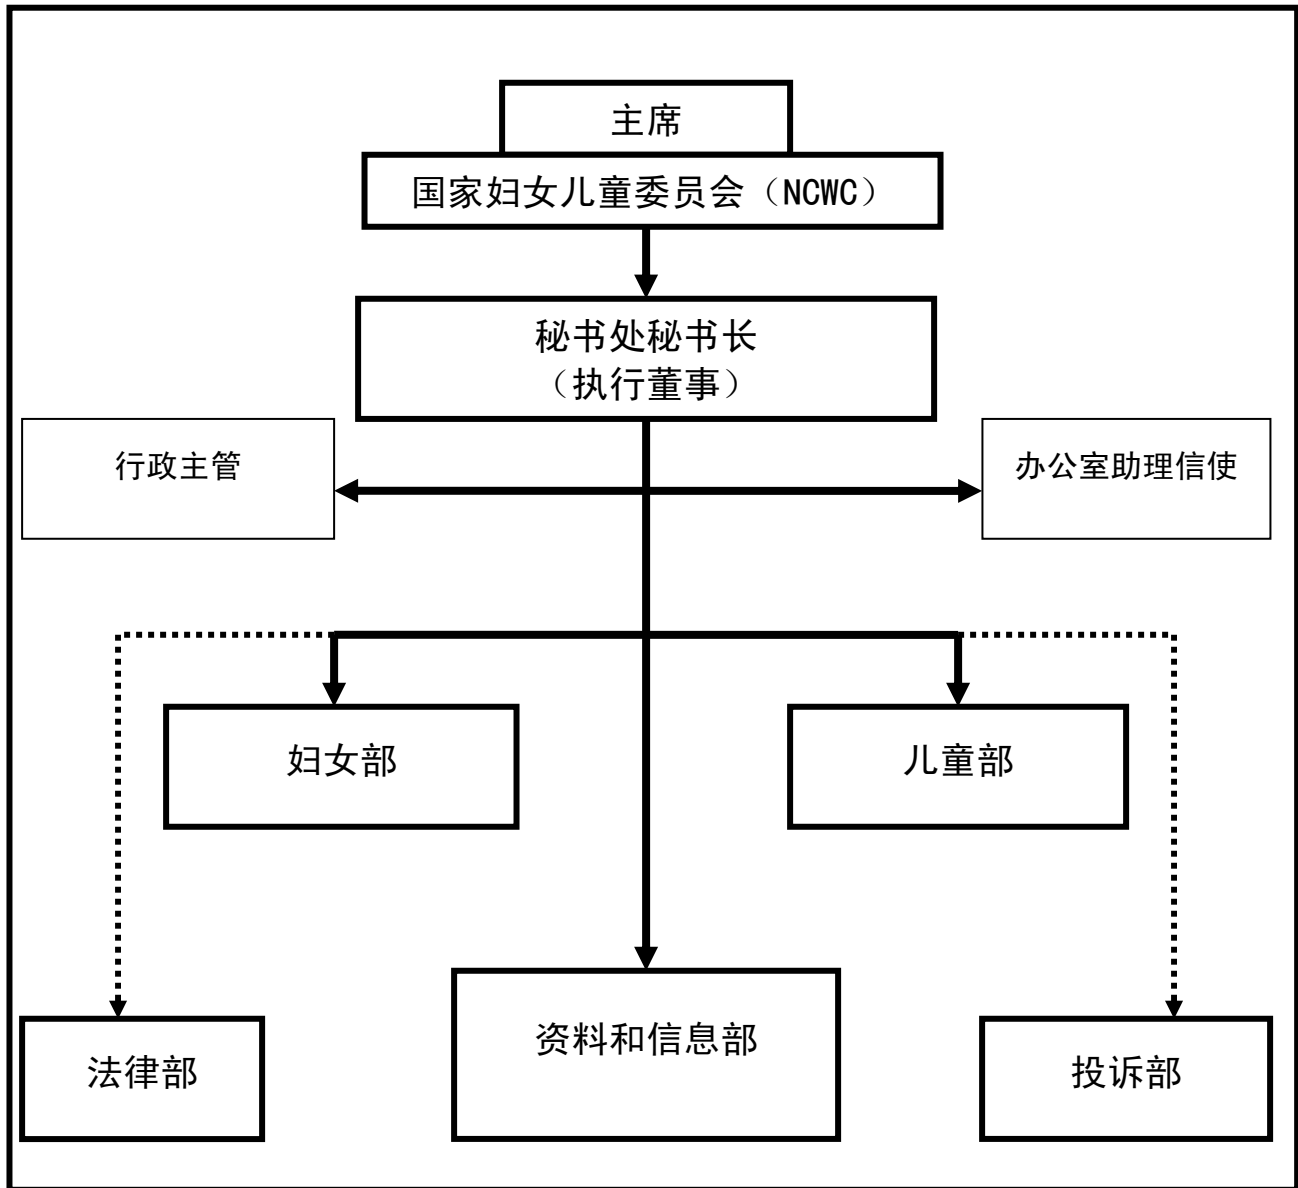 主席
国家妇女儿童委员会（NCWC）
秘书处秘书长
（执行董事）
行政主管
办公室助理信使
妇女部
儿童部
资料和信息部
法律部
投诉部